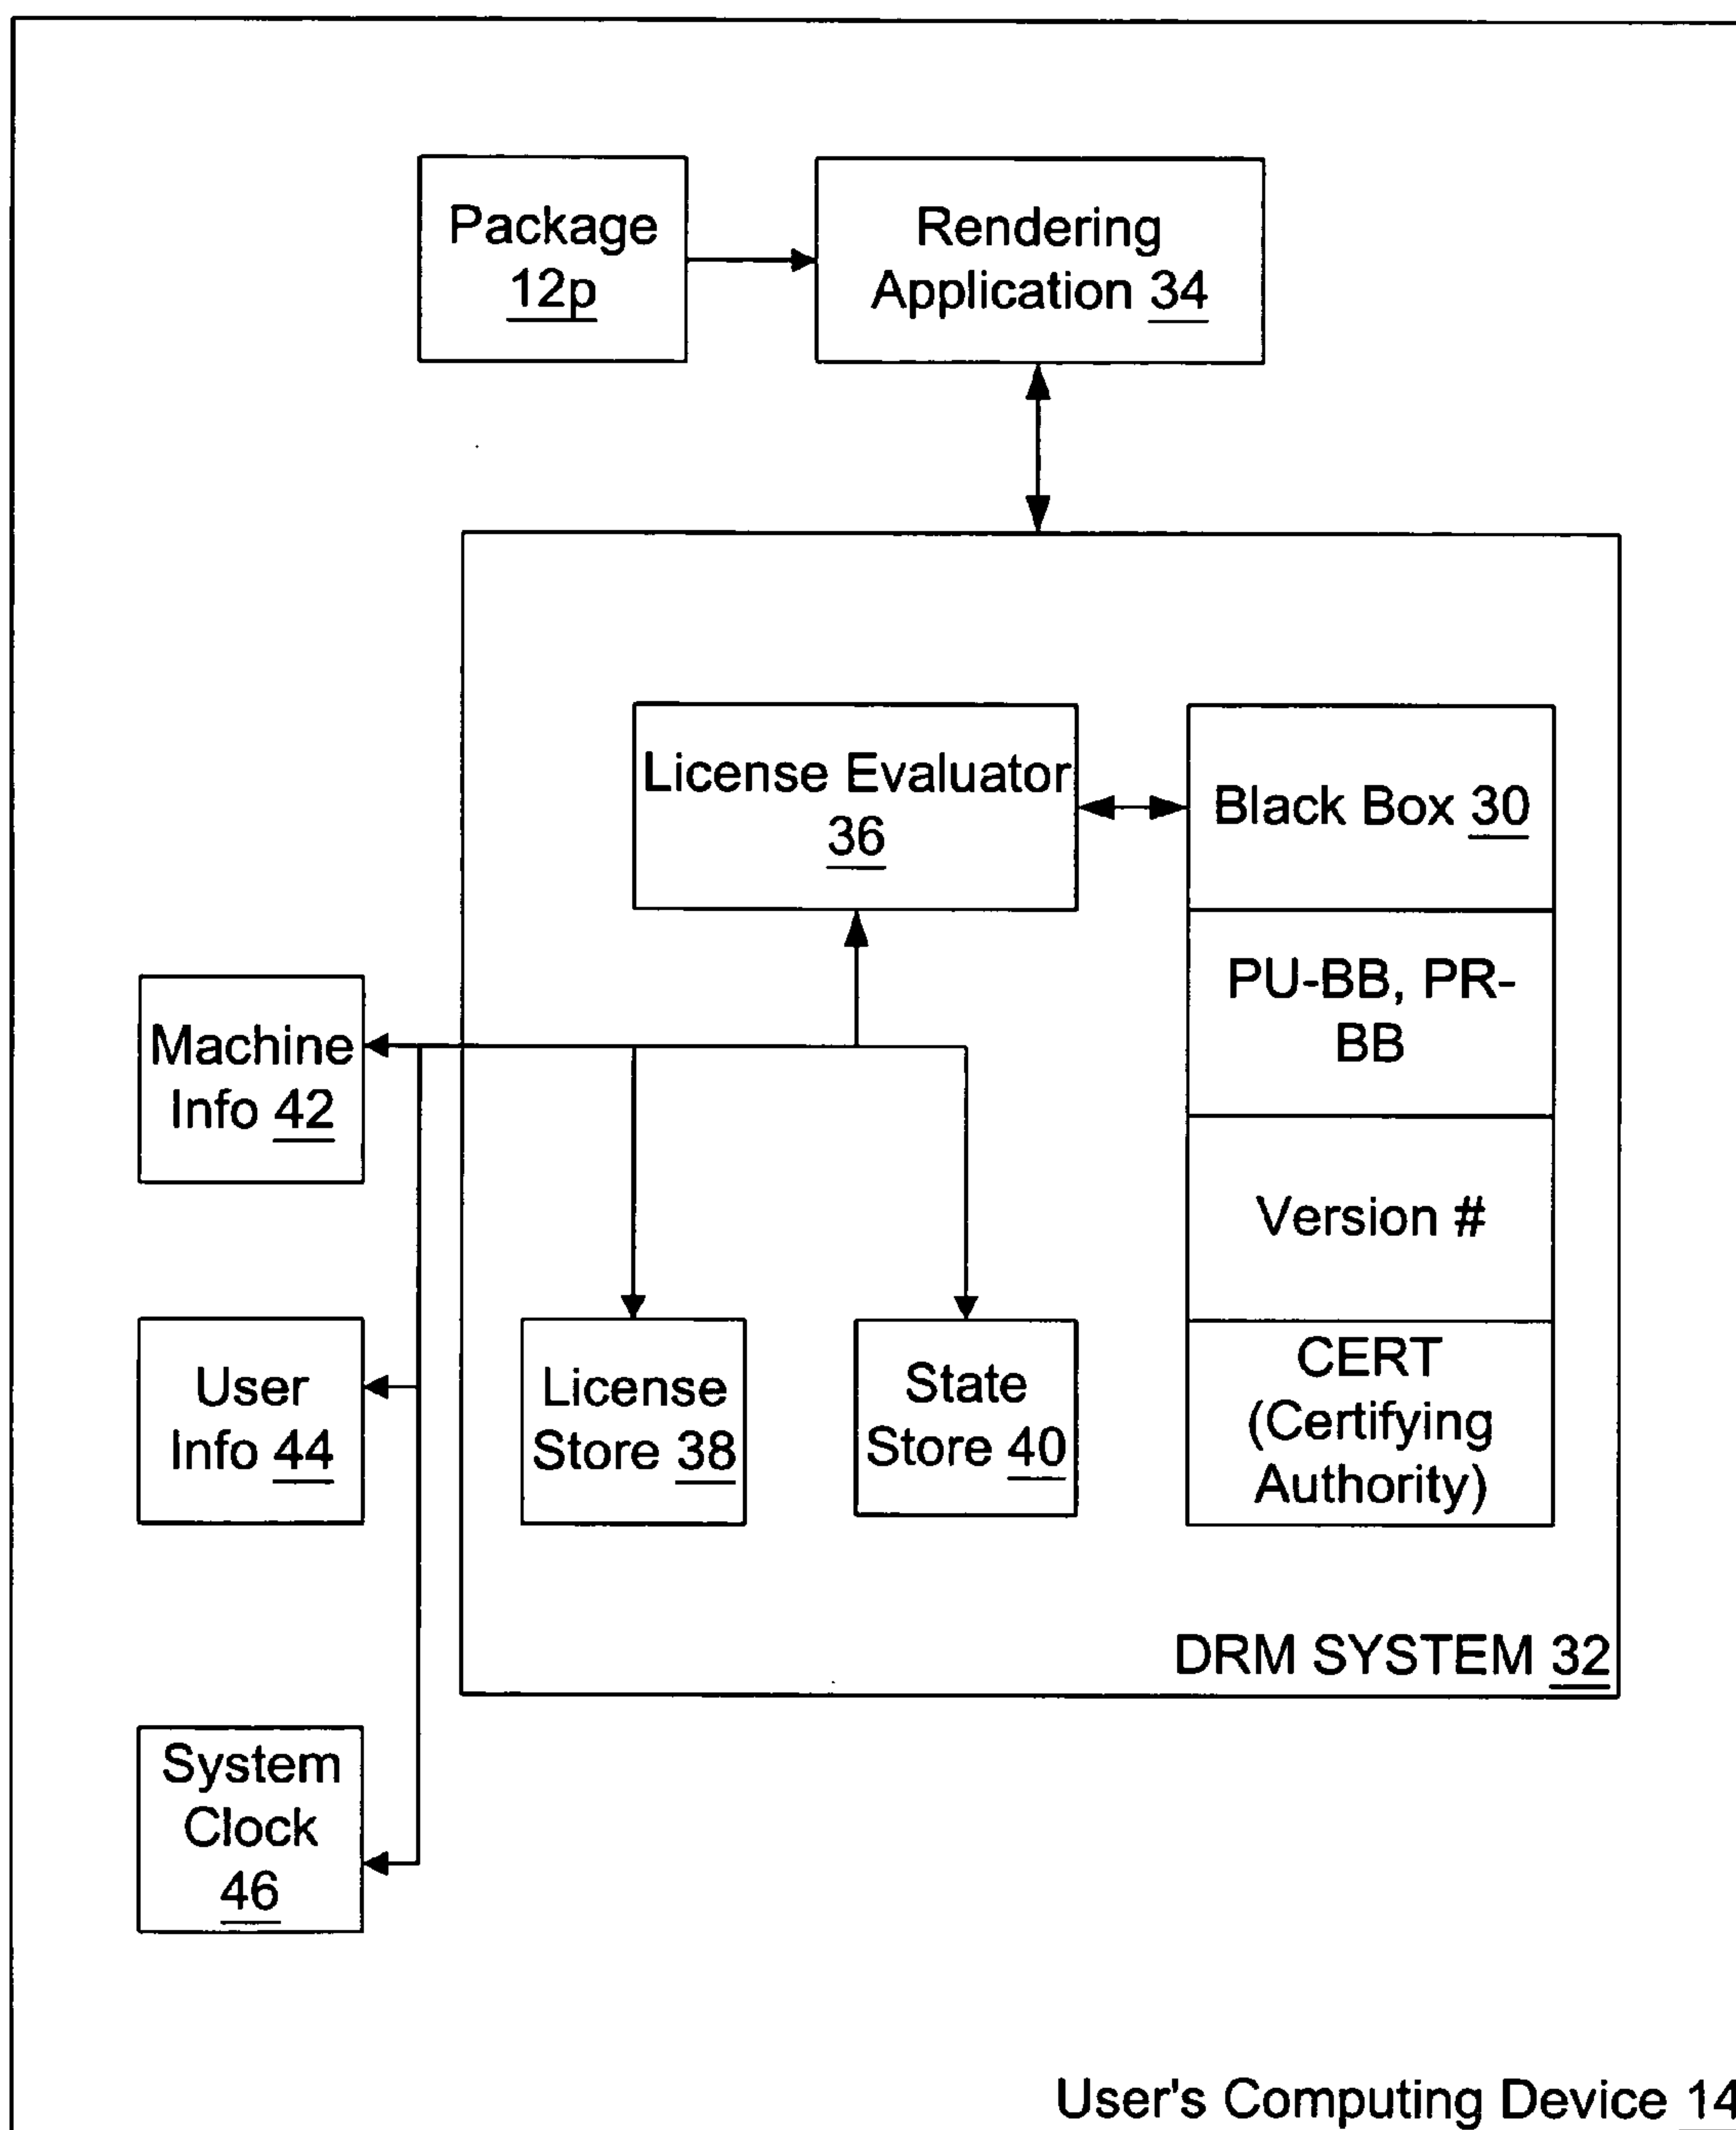 Package
12p
Rendering
Application 34
License Evaluator
36
Black Box 30
PU-BB, PR-
BB
Version #
CERT
(Certifying
Authority)
Machine
Info 42
User
Info 44
System
Clock
46
License
Store 38
State
Store 40
DRM SYSTEM 32
User's Computing Device 14